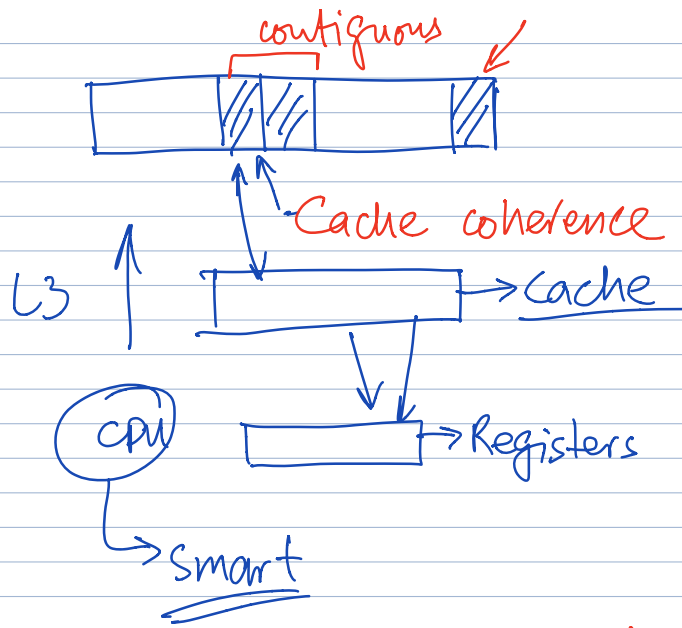 contiguous
Cache coherence
L3
Cache
CPU
Registers
Smart